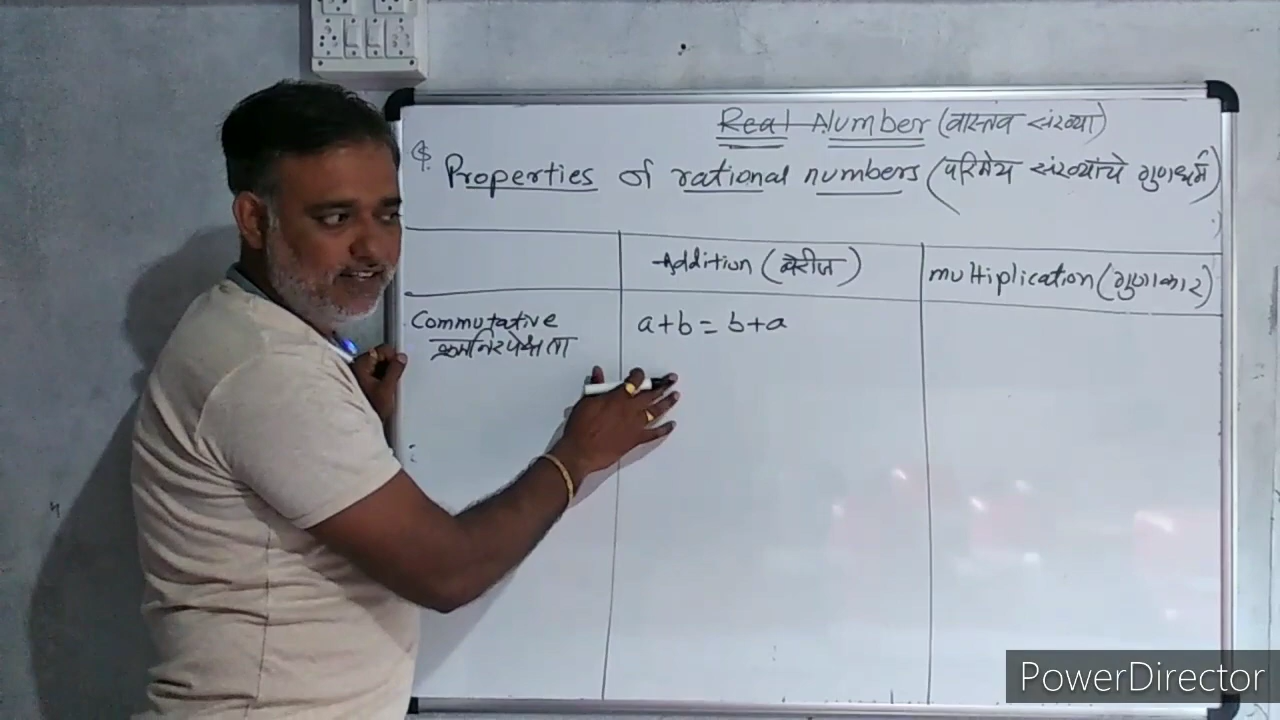 Real Number (वास्तव संख्या)
$ Properties of rational numbers (परिमेय संख्यांचे गुणधर्म)
Addition (बेरीज) multiplication (गुणाकार)
Commutative a+b = b+a
क्रमनिरपेक्षता
PowerDirector